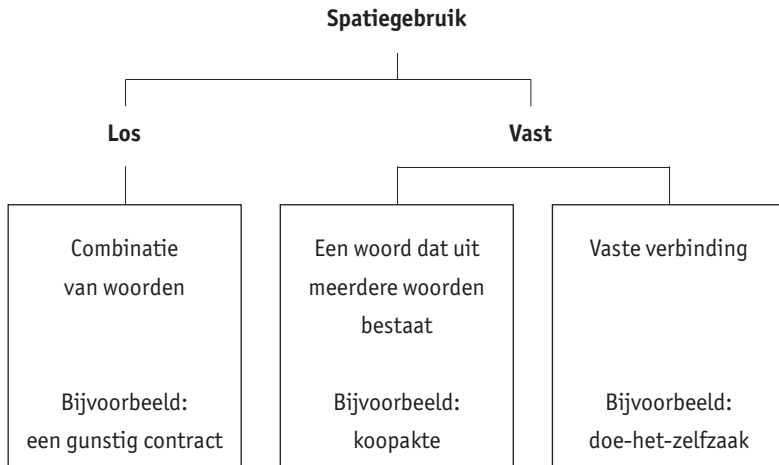 Spatiegebruik
Los
Vast
Combinatie
van woorden
Bijvoorbeeld:
een gunstig contract
Een woord dat uit
meerdere woorden
bestaat
Bijvoorbeeld:
koopakte
Vaste verbinding
Bijvoorbeeld:
doe-het-zelfzaak